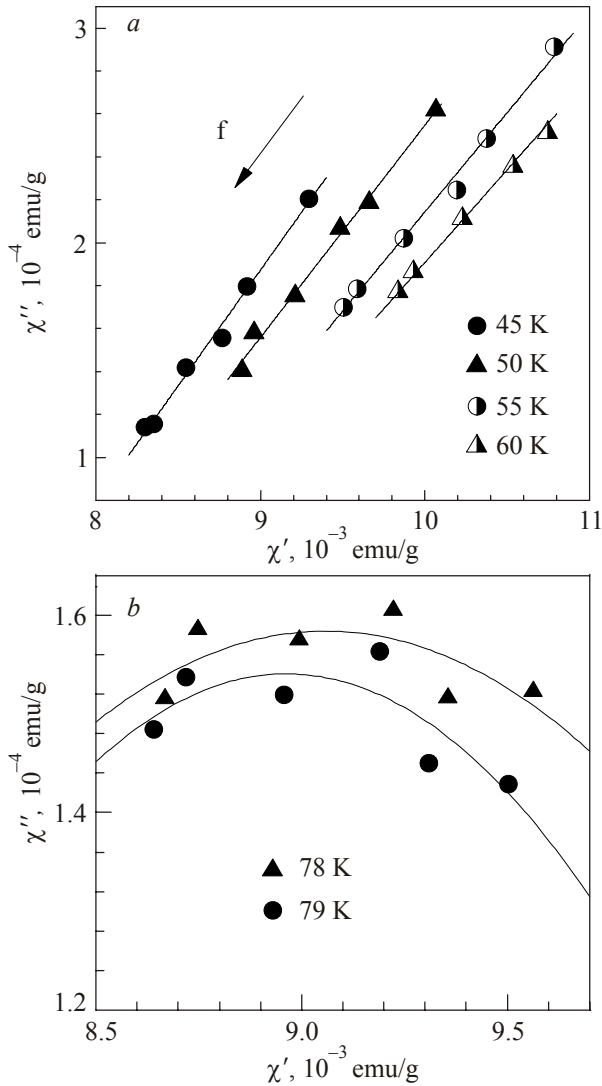 a
3
f
2
χ″, 10⁻⁴ emu/g
45 K
50 K
55 K
60 K
1
8 9 10 11
χ′, 10⁻³ emu/g
b
1.6
χ″, 10⁻⁴ emu/g
1.4
78 K
79 K
1.2
8.5 9.0 9.5
χ′, 10⁻³ emu/g